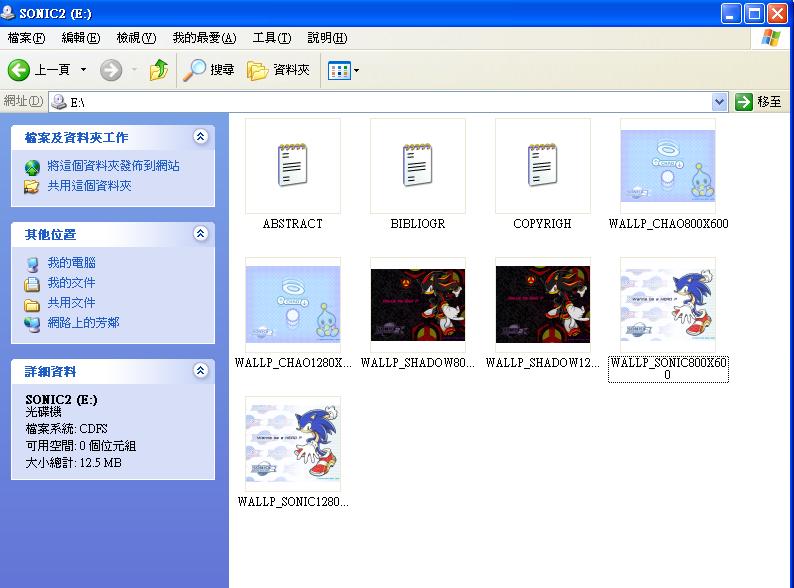 SONIC2 (E:)
檔案(F) 編輯(E) 檢視(V) 我的最愛(A) 工具(T) 說明(H)
上一頁 搜尋 資料夾
網址(D) E:\ 移至
檔案及資料夾工作
將這個資料夾發佈到網站
共用這個資料夾
其他位置
我的電腦
我的文件
共用文件
網路上的芳鄰
詳細資料
SONIC2 (E:)
光碟機
檔案系統: CDFS
可用空間: 0 個位元組
大小總計: 12.5 MB
ABSTRACT
BIBLIOGR
COPYRIGH
WALLP_CHAO800X600
WALLP_CHAO1280X...
WALLP_SHADOW80...
WALLP_SHADOW12...
WALLP_SONIC800X60
0
WALLP_SONIC1280...